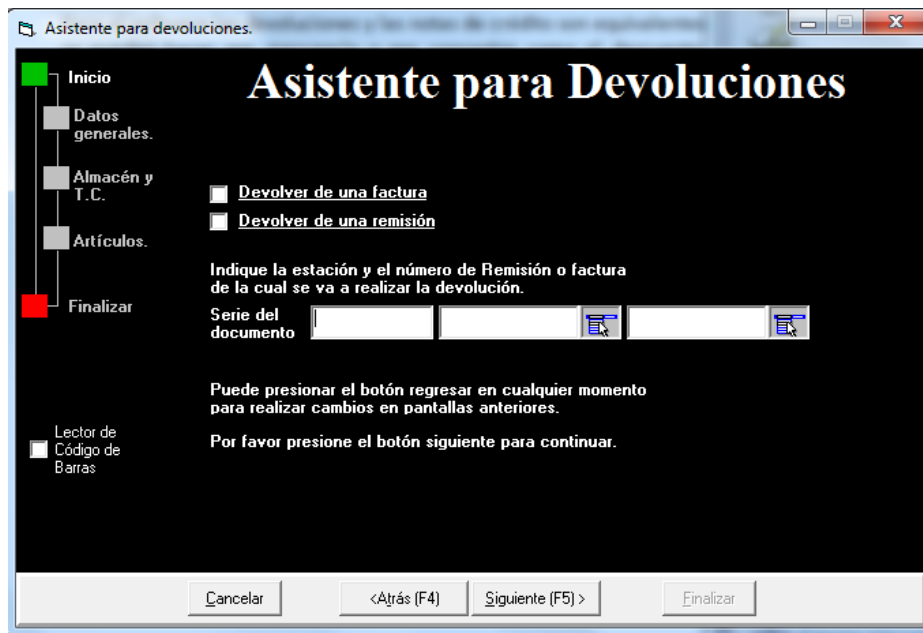 Asistente para devoluciones.
Asistente para Devoluciones
Inicio
Datos
generales.
Almacén y
T.C.
Artículos.
Finalizar
Devolver de una factura
Devolver de una remisión
Indique la estación y el número de Remisión o factura
de la cual se va a realizar la devolución.
Serie del
documento
Puede presionar el botón regresar en cualquier momento
para realizar cambios en pantallas anteriores.
Por favor presione el botón siguiente para continuar.
Lector de
Código de
Barras
Cancelar
<Atrás (F4)
Siguiente (F5) >
Finalizar